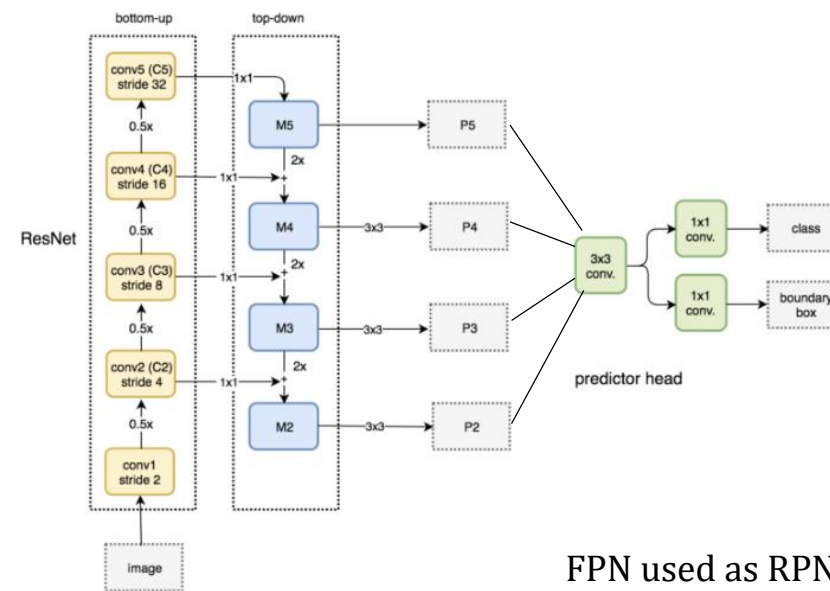 bottom-up
top-down
conv5 (C5)
stride 32
1x1
M5
P5
0.5x
2x
conv4 (C4)
stride 16
1x1
+
M4
3x3
P4
0.5x
2x
ResNet
conv3 (C3)
stride 8
1x1
+
M3
3x3
P3
0.5x
2x
conv2 (C2)
stride 4
1x1
+
M2
3x3
P2
0.5x
conv1
stride 2
image
3x3
conv.
1x1
conv.
class
1x1
conv.
boundary
box
predictor head
FPN used as RPN